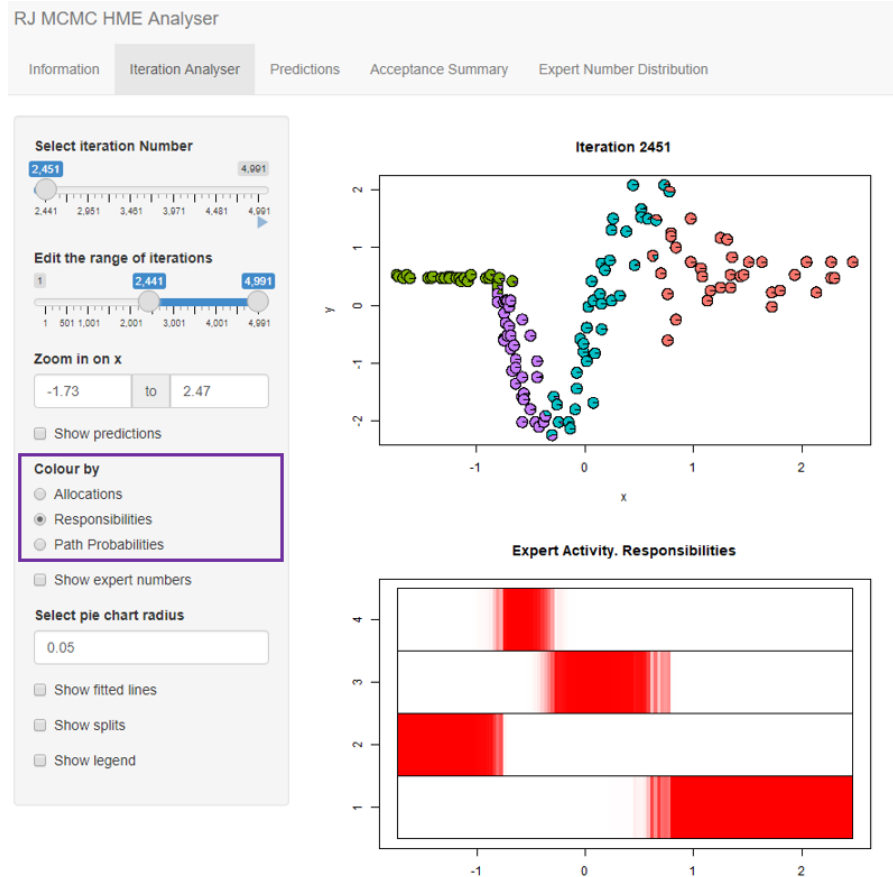 RJ MCMC HME Analyser
Information Iteration Analyser Predictions Acceptance Summary Expert Number Distribution
Select iteration Number
2,451 4,991
2,441 2,951 3,461 3,971 4,481 4,991
Edit the range of iterations
1 2,441 4,991
1 501 1,001 2,001 3,001 4,001 4,991
Zoom in on x
-1.73 to 2.47
Show predictions
Colour by
Allocations
Responsibilities
Path Probabilities
Show expert numbers
Select pie chart radius
0.05
Show fitted lines
Show splits
Show legend
Iteration 2451
2
1
0
-1
-2
y
-1 0 1 2
x
Expert Activity. Responsibilities
4
3
2
1
-1 0 1 2